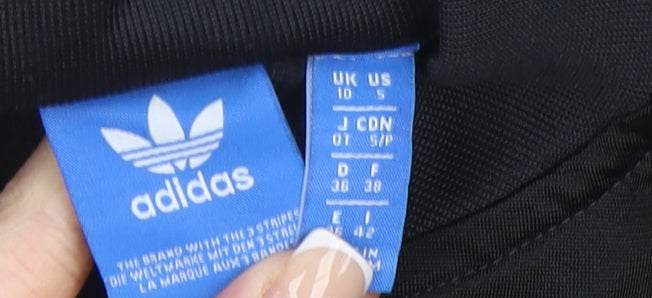 adidas
THE BRAND WITH THE 3 STRIPES
DIE WELTMARKE MIT DEN 3
LA MARQUE AUX 3
UK US
10 S
J CDN
OT S/P
D F
36 38
E I
42